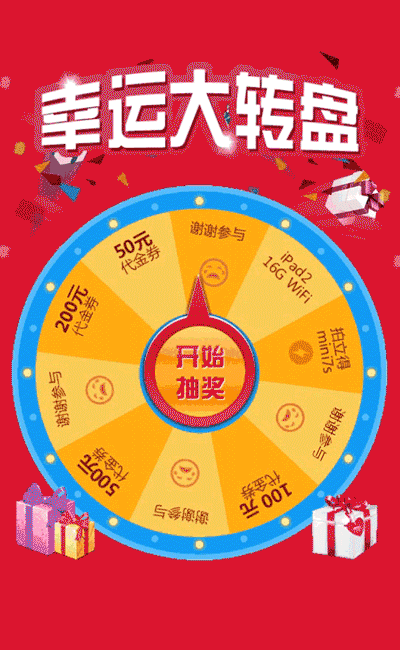 幸运大转盘
谢谢参与
iPad2
16G WiFi
拍立得
mini7s
谢谢参与
100元
代金券
谢谢参与
500元
代金券
谢谢参与
200元
代金券
50元
代金券
开始
抽奖